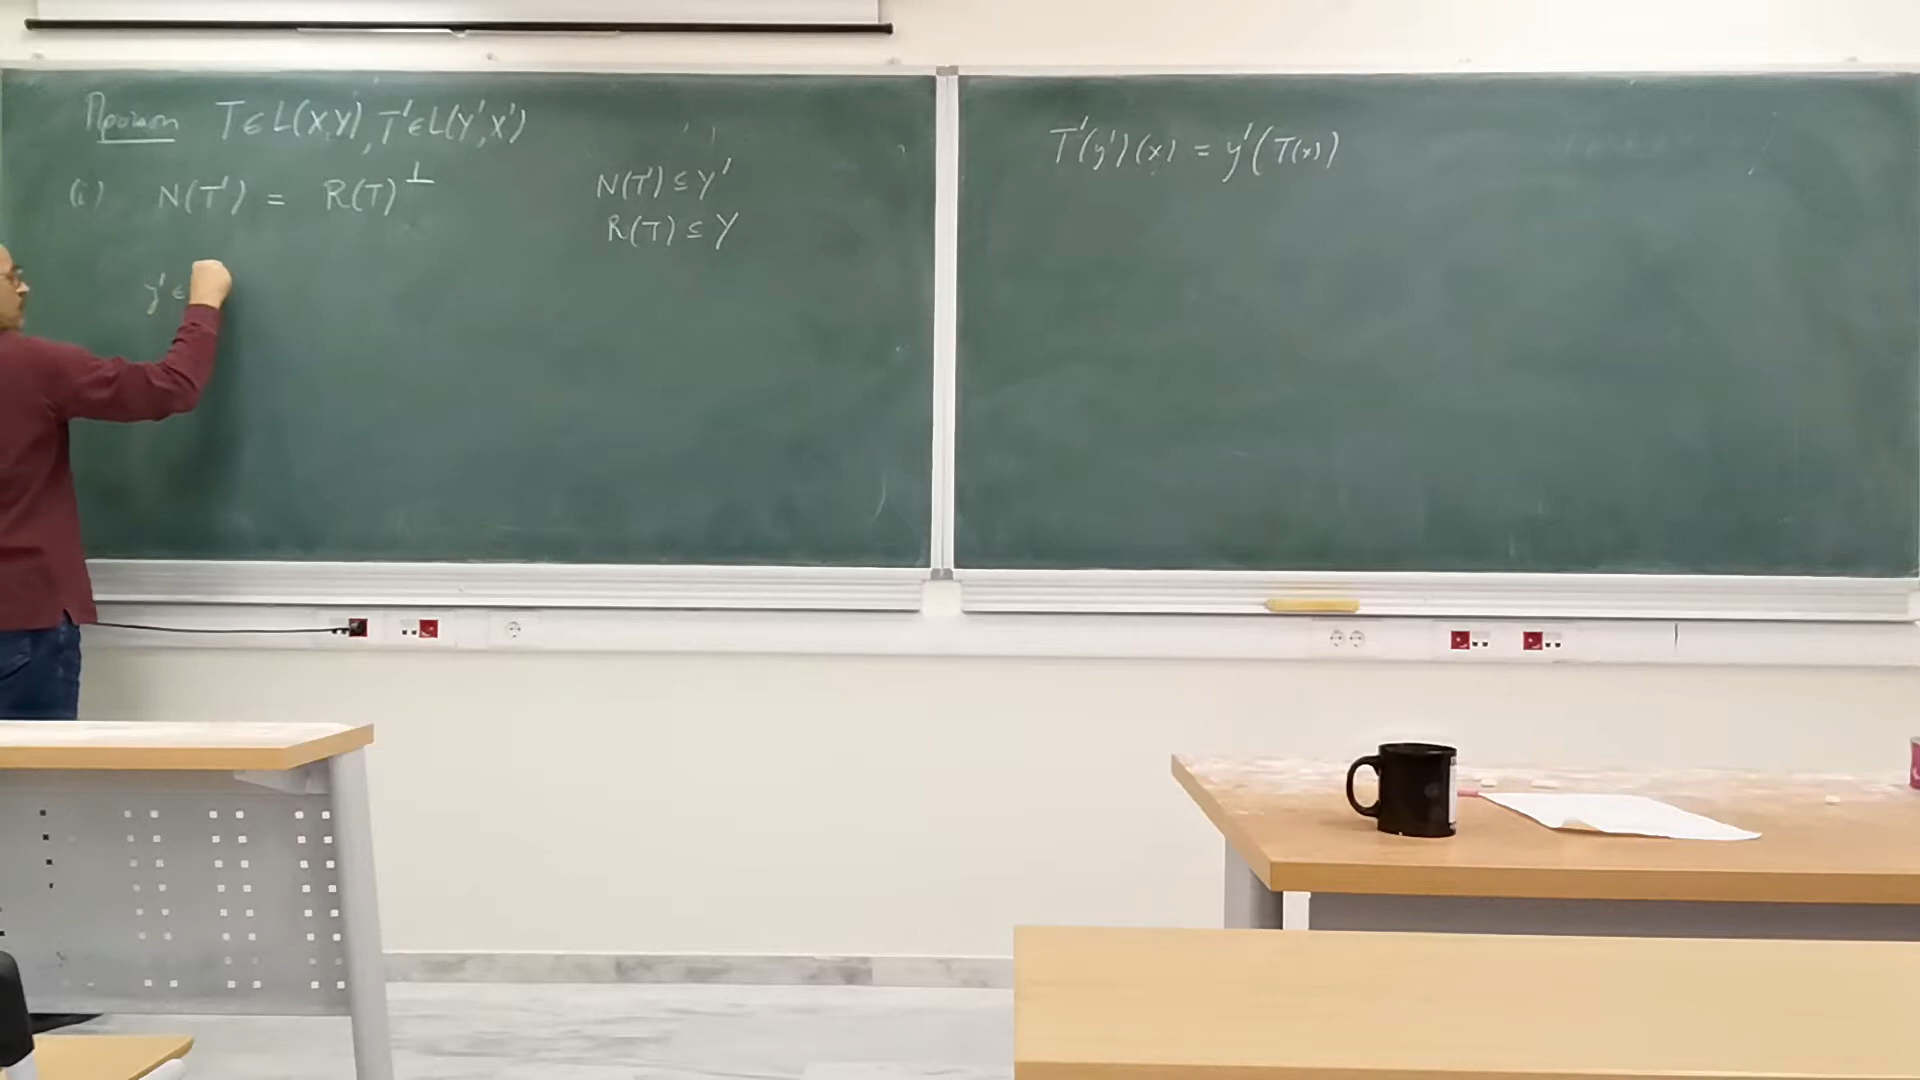 Πρόταση T ∈ L(X,Y), T' ∈ L(Y',X')
(i) N(T') = R(T)^⊥
N(T') ≤ Y'
R(T) ≤ Y
y' ∈
T'(y')(x) = y'(T(x))